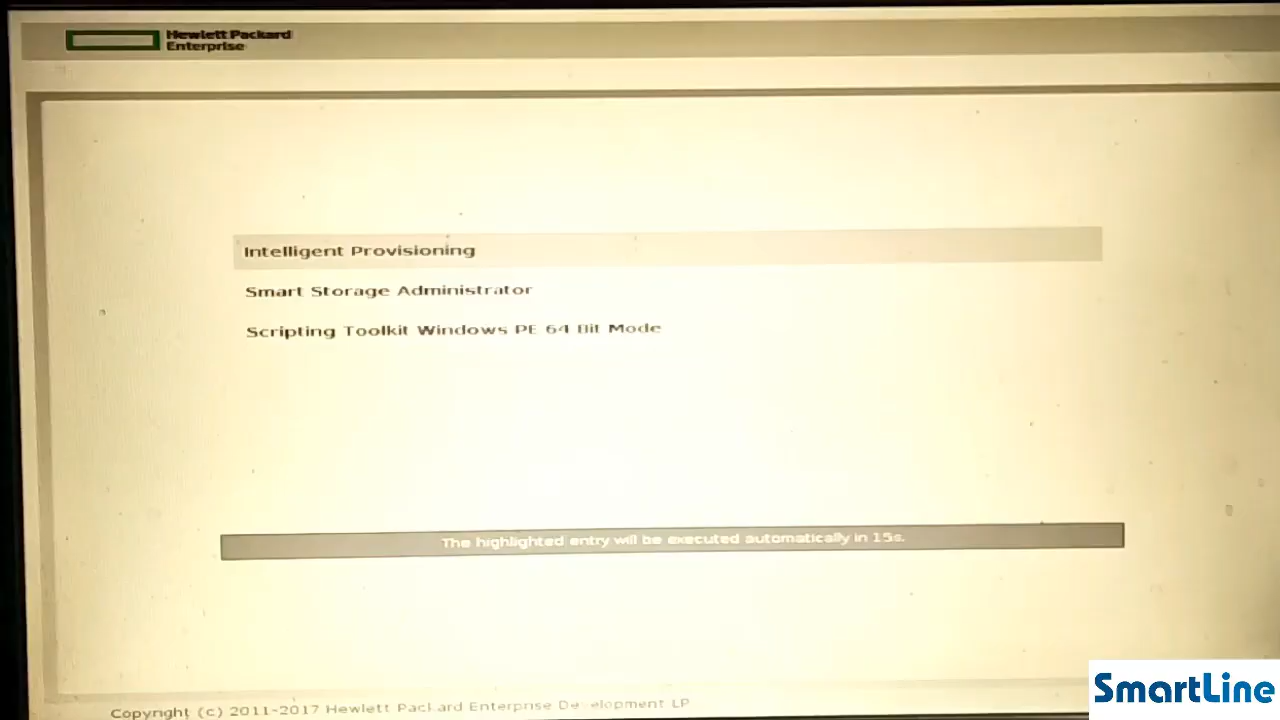 Hewlett Packard
Enterprise
Intelligent Provisioning
Smart Storage Administrator
Scripting Toolkit Windows PE 64 Bit Mode
The highlighted entry will be executed automatically in 15s.
Copyright (c) 2011-2017 Hewlett Packard Enterprise Development LP
SmartLine